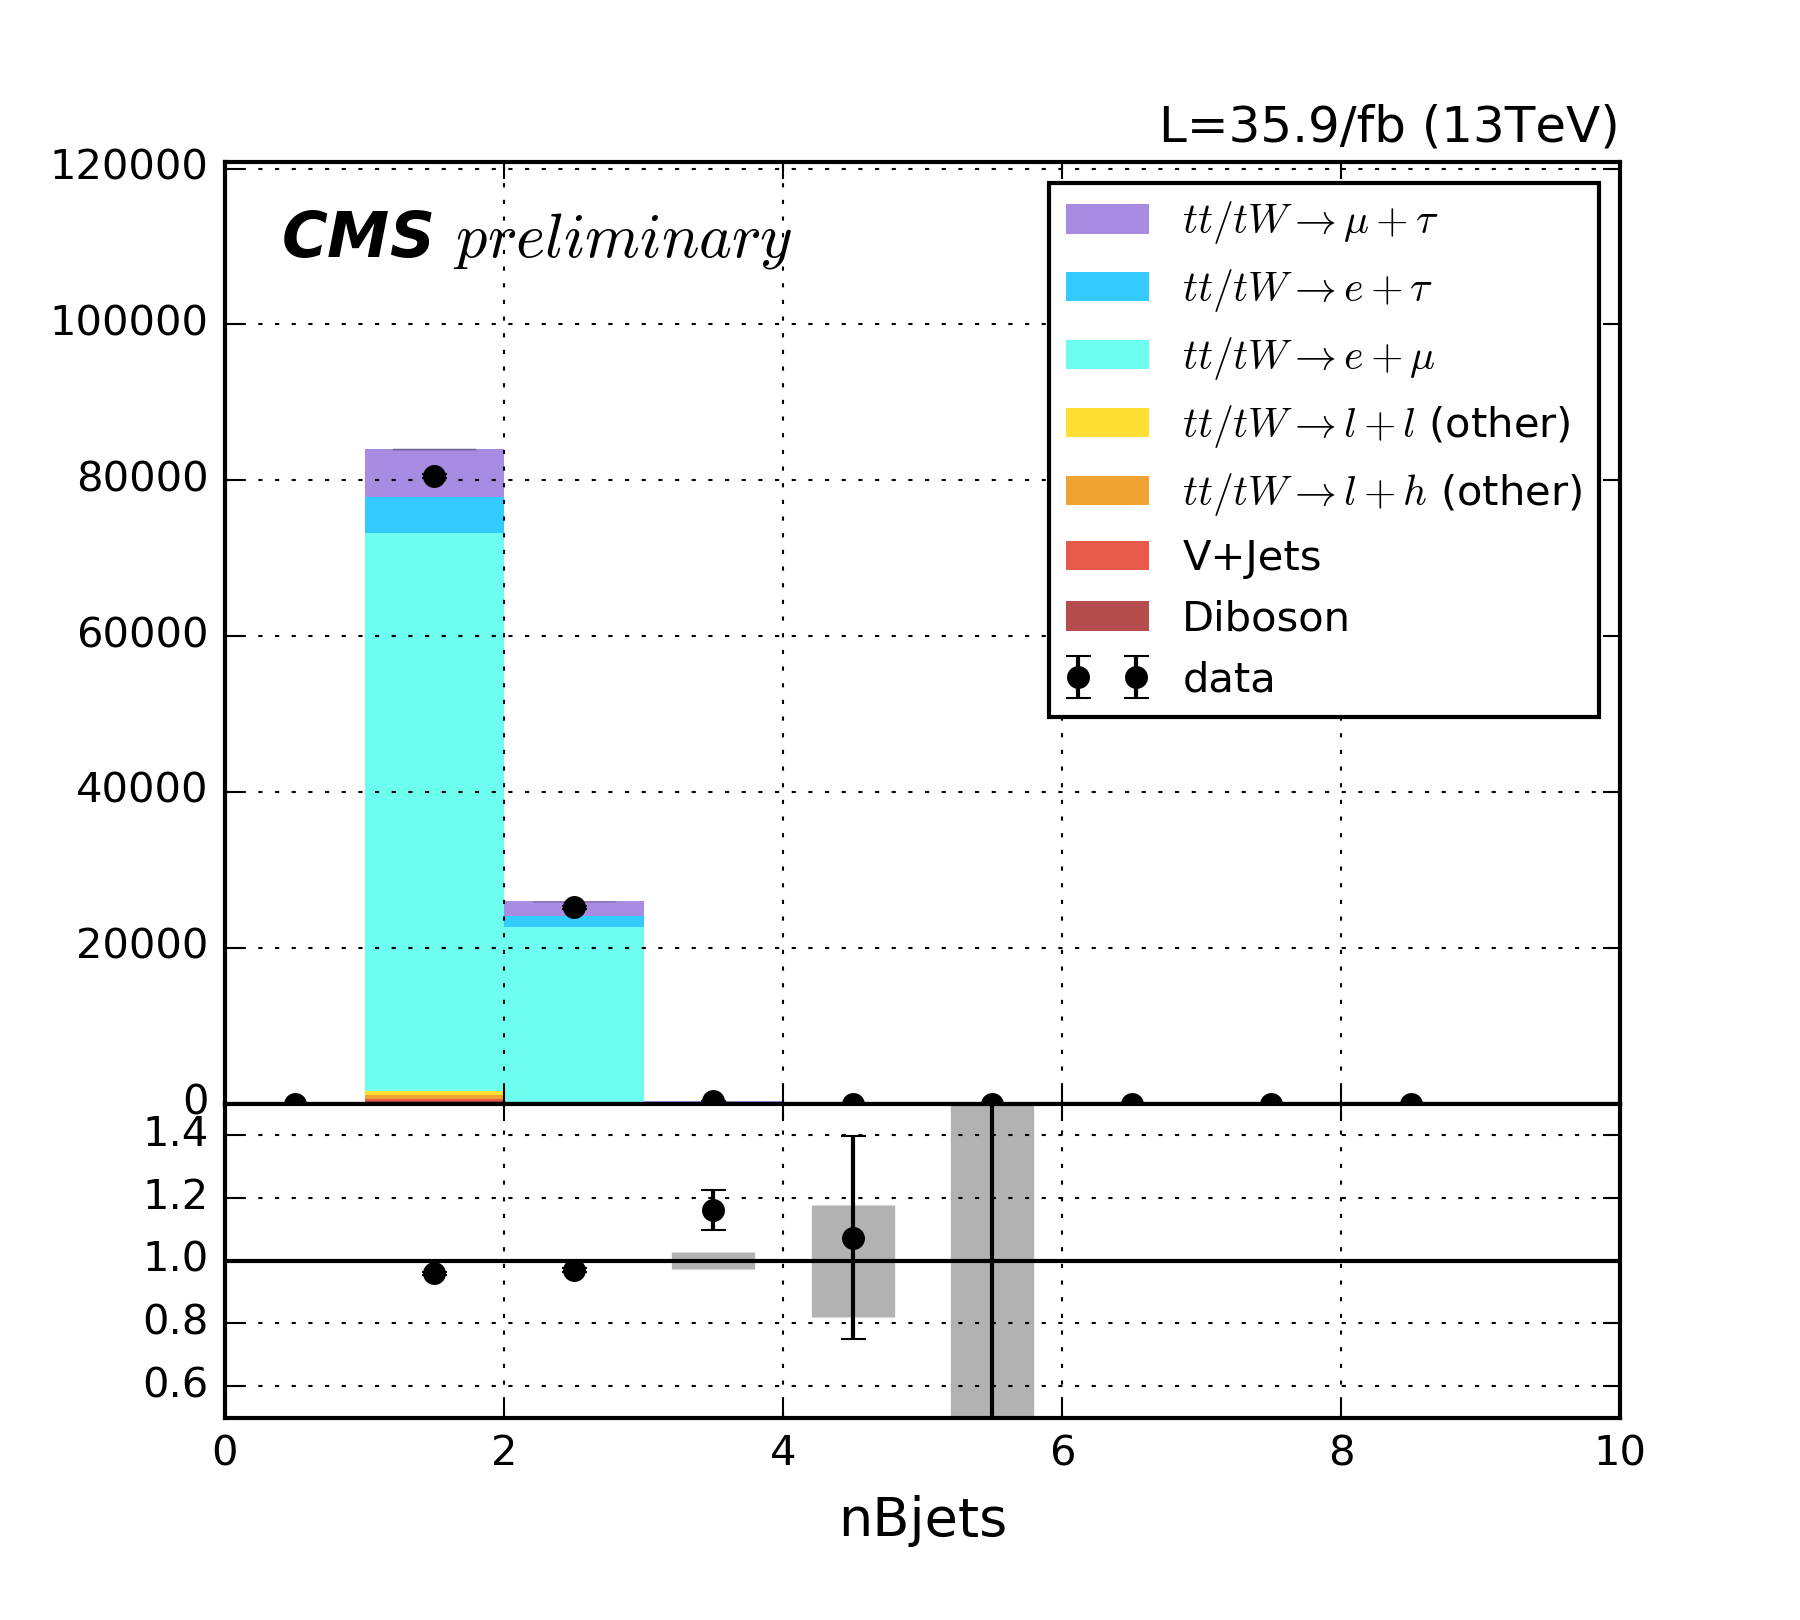 L=35.9/fb (13TeV)
CMS preliminary
120000
100000
80000
60000
40000
20000
0
tt/tW→μ+τ
tt/tW→e+τ
tt/tW→e+μ
tt/tW→l+l (other)
tt/tW→l+h (other)
V+Jets
Diboson
data
1.4
1.2
1.0
0.8
0.6
0 2 4 6 8 10
nBjets